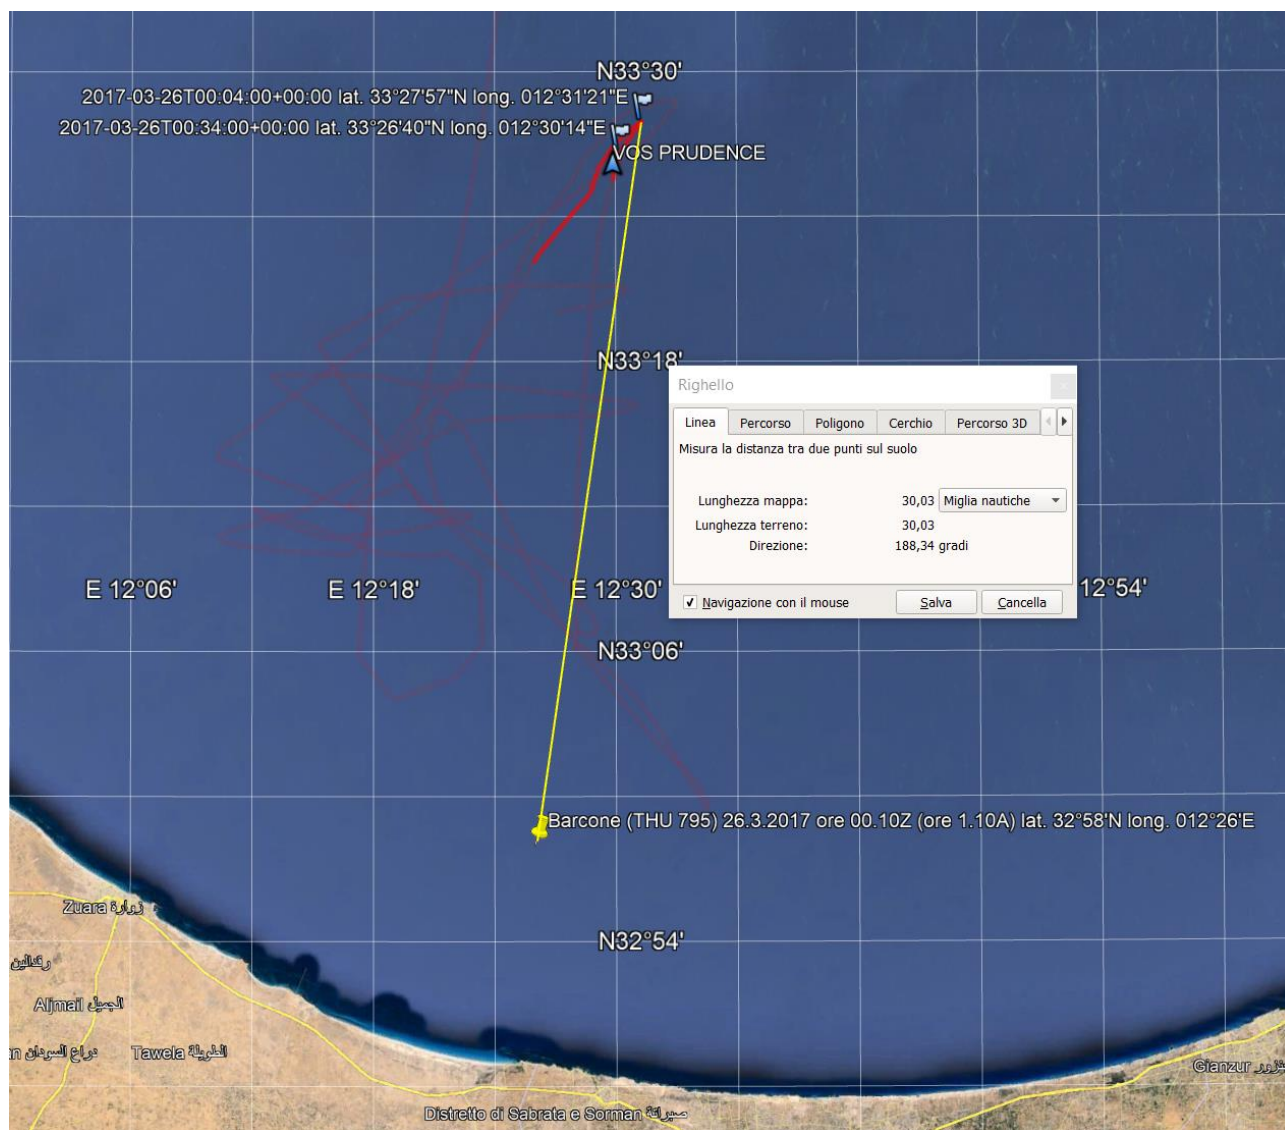 N33°30'
2017-03-26T00:04:00+00:00 lat. 33°27'57"N long. 012°31'21"E
2017-03-26T00:34:00+00:00 lat. 33°26'40"N long. 012°30'14"E
VOS PRUDENCE
N33°18'
Righello
Linea Percorso Poligono Cerchio Percorso 3D
Misura la distanza tra due punti sul suolo
Lunghezza mappa: 30,03 Miglia nautiche
Lunghezza terreno: 30,03
Direzione: 188,34 gradi
Navigazione con il mouse Salva Cancella
E 12°06' E 12°18' E 12°30' 12°54'
N33°06'
Barcone (THU 795) 26.3.2017 ore 00.10Z (ore 1.10A) lat. 32°58'N long. 012°26'E
Zuara زوارة
N32°54'
رقدالين
Aljmail الجميل
n دراع السودان
Tawela الطويلة
Gianzur
Distretto di Sabrata e Sorman صبراتة